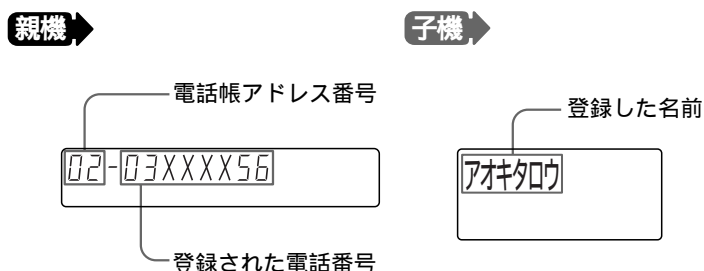 親機
電話帳アドレス番号
02-03XXXX56
登録された電話番号
子機
登録した名前
アオキタロウ